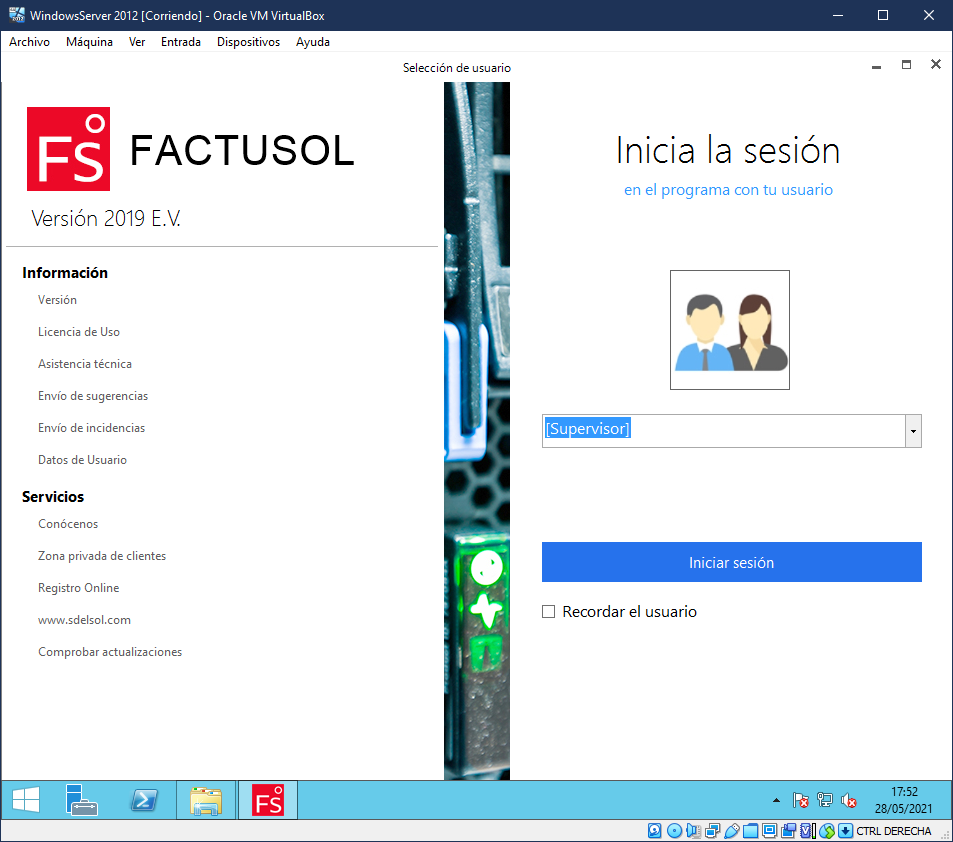 WindowsServer 2012 [Corriendo] - Oracle VM VirtualBox
Archivo Máquina Ver Entrada Dispositivos Ayuda
Selección de usuario
FS
FACTUSOL
Versión 2019 E.V.
Información
Versión
Licencia de Uso
Asistencia técnica
Envío de sugerencias
Envío de incidencias
Datos de Usuario
Servicios
Conócenos
Zona privada de clientes
Registro Online
www.sdelsol.com
Comprobar actualizaciones
Inicia la sesión
en el programa con tu usuario
[Supervisor]
Iniciar sesión
Recordar el usuario
FS
17:52
28/05/2021
CTRL DERECHA